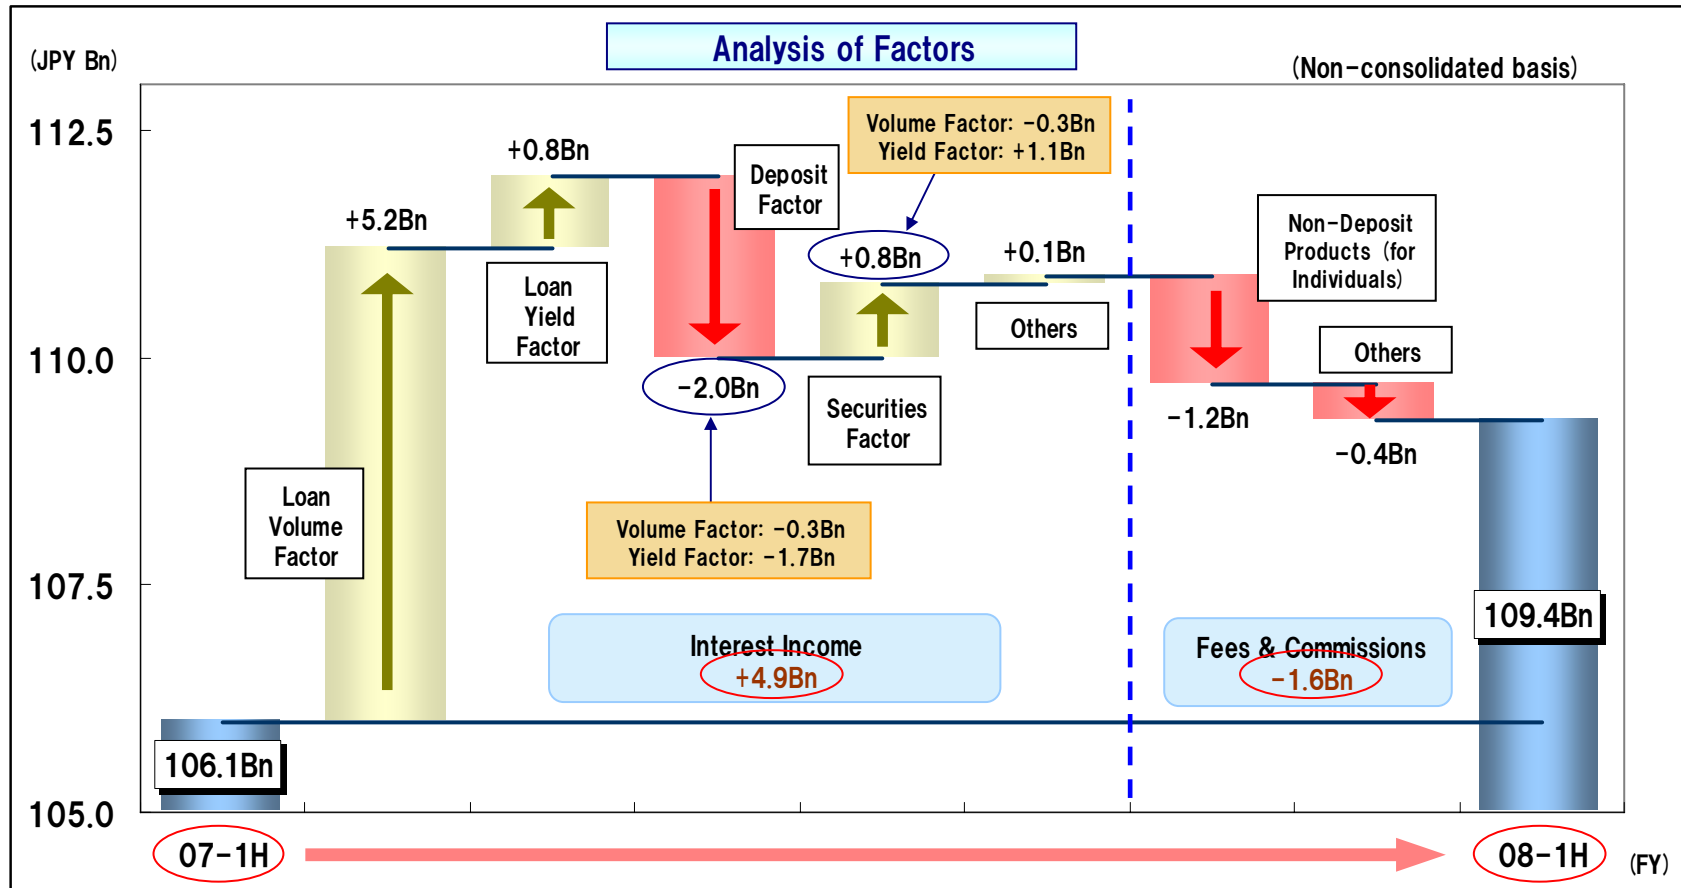 Analysis of Factors
(JPY Bn)
(Non-consolidated basis)
112.5
110.0
107.5
105.0
+5.2Bn
+0.8Bn
Deposit
Factor
Volume Factor: -0.3Bn
Yield Factor: +1.1Bn
+0.8Bn
+0.1Bn
Non-Deposit
Products (for
Individuals)
Loan
Yield
Factor
Others
Others
-2.0Bn
Securities
Factor
-1.2Bn
-0.4Bn
Loan
Volume
Factor
Volume Factor: -0.3Bn
Yield Factor: -1.7Bn
Interest Income
+4.9Bn
Fees & Commissions
-1.6Bn
109.4Bn
106.1Bn
07-1H
08-1H
(FY)